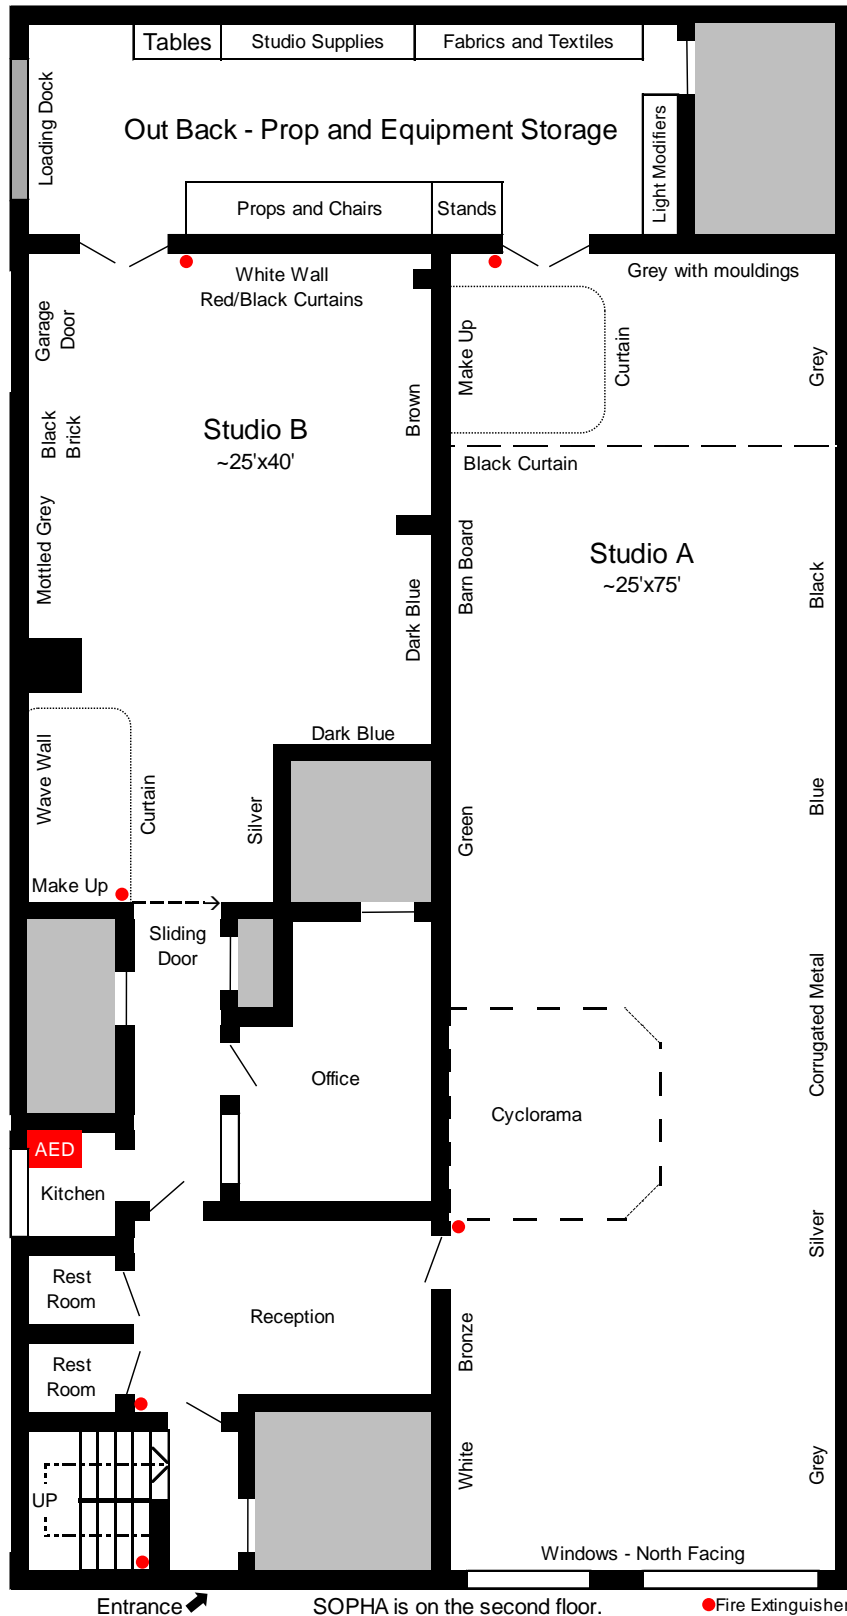 Tables
Studio Supplies
Fabrics and Textiles
Loading Dock
Out Back - Prop and Equipment Storage
Light Modifiers
Props and Chairs
Stands
White Wall
Red/Black Curtains
Grey with mouldings
Garage
Door
Make Up
Curtain
Grey
Black
Brick
Studio B
~25'x40'
Brown
Black Curtain
Mottled Grey
Barn Board
Studio A
~25'x75'
Black
Dark Blue
Dark Blue
Wave Wall
Curtain
Silver
Green
Blue
Make Up
Sliding
Door
Corrugated Metal
Office
Cyclorama
AED
Kitchen
Silver
Rest
Room
Reception
Bronze
Rest
Room
White
Grey
UP
Windows - North Facing
Entrance
SOPHA is on the second floor.
Fire Extinguisher